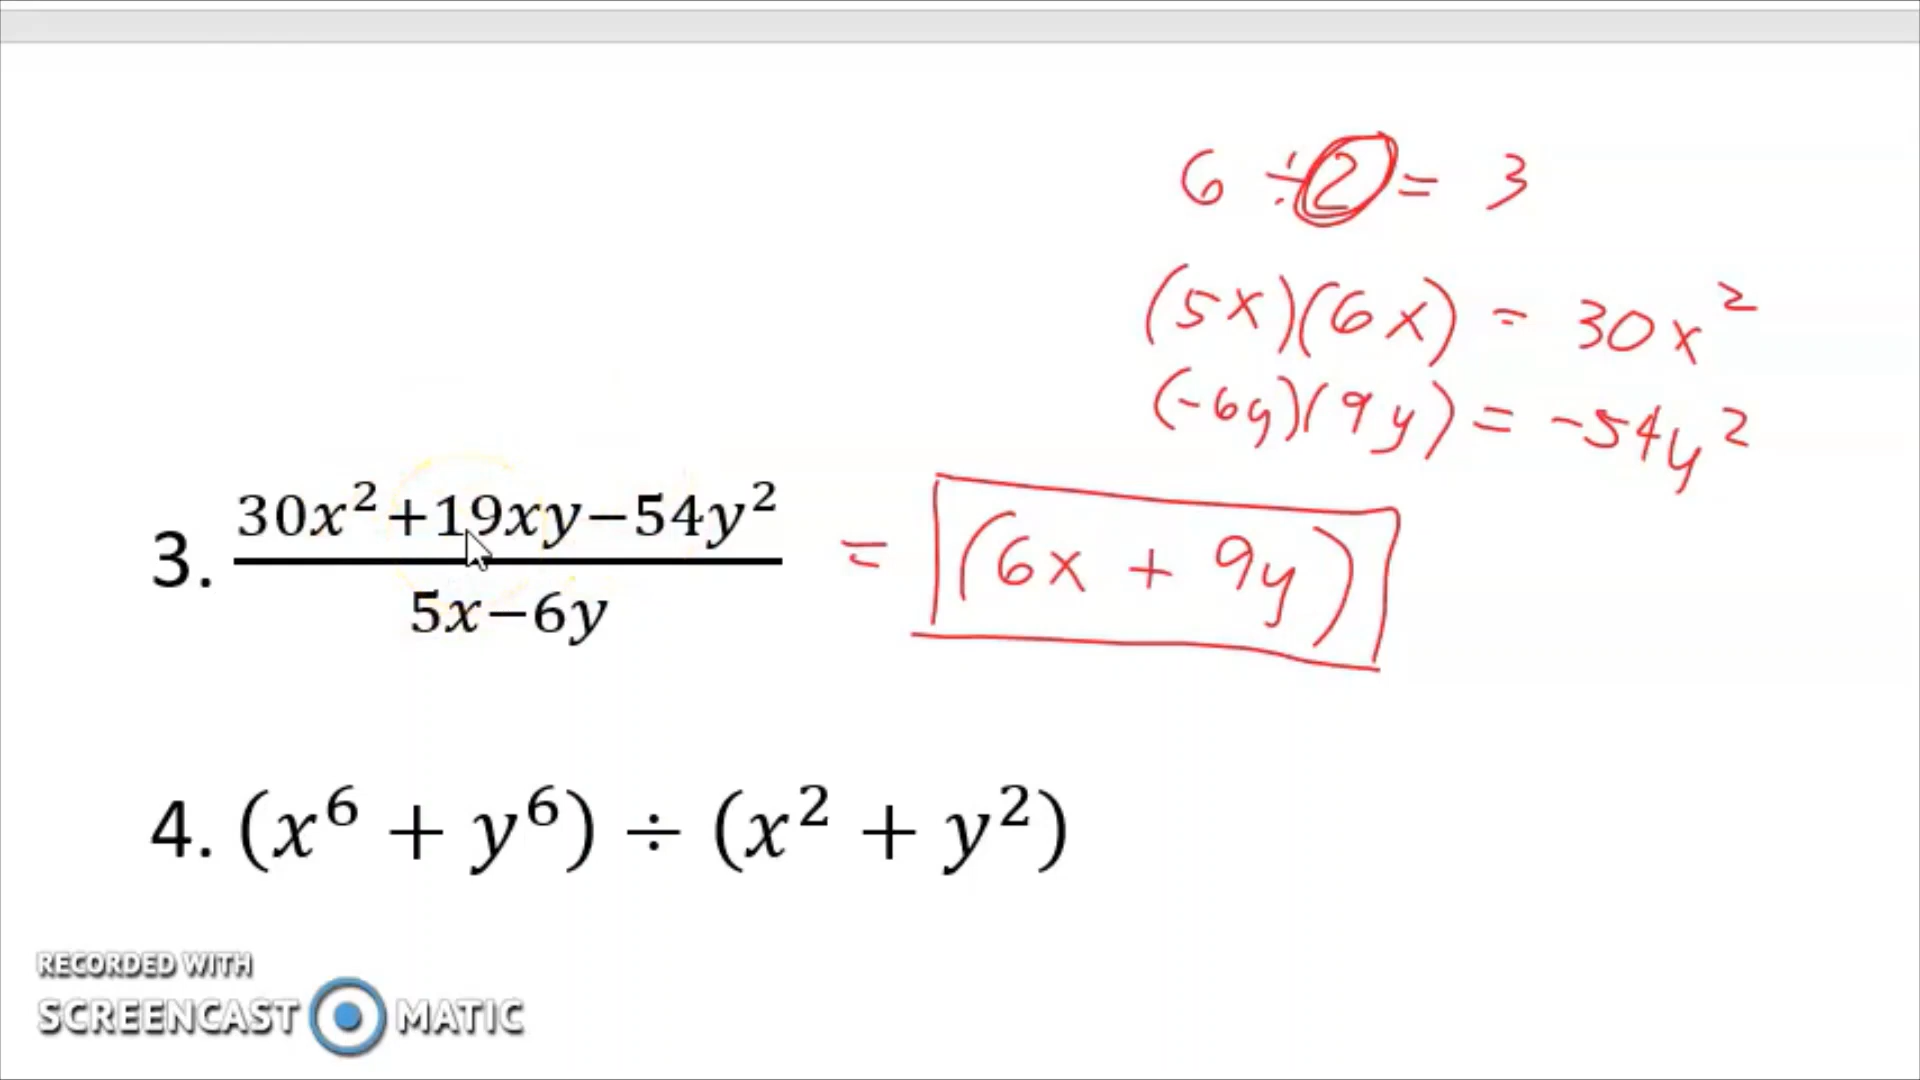 6 ÷ 2 = 3
(5x)(6x) = 30x²
(-6y)(9y) = -54y²
3. 30x²+19xy−54y²
5x−6y
= (6x + 9y)
4. (x⁶ + y⁶) ÷ (x² + y²)
RECORDED WITH
SCREENCAST MATIC